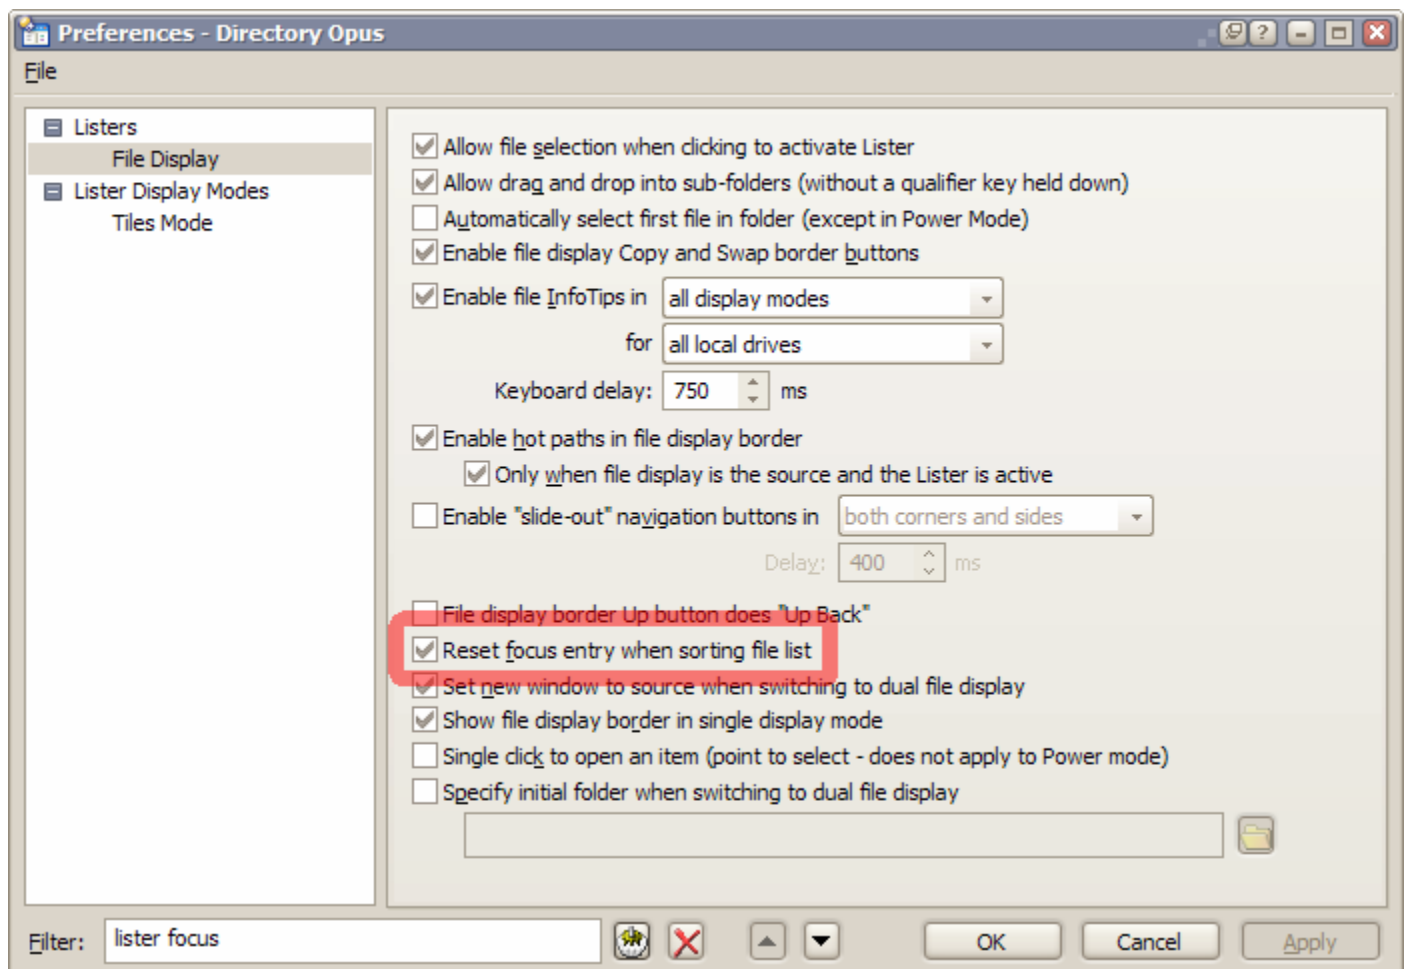 Preferences - Directory Opus
File
Listers
File Display
Lister Display Modes
Tiles Mode
Allow file selection when clicking to activate Lister
Allow drag and drop into sub-folders (without a qualifier key held down)
Automatically select first file in folder (except in Power Mode)
Enable file display Copy and Swap border buttons
Enable file InfoTips in all display modes
for all local drives
Keyboard delay: 750 ms
Enable hot paths in file display border
Only when file display is the source and the Lister is active
Enable "slide-out" navigation buttons in both corners and sides
Delay: 400 ms
File display border Up button does "Up Back"
Reset focus entry when sorting file list
Set new window to source when switching to dual file display
Show file display border in single display mode
Single click to open an item (point to select - does not apply to Power mode)
Specify initial folder when switching to dual file display
Filter: lister focus OK Cancel Apply